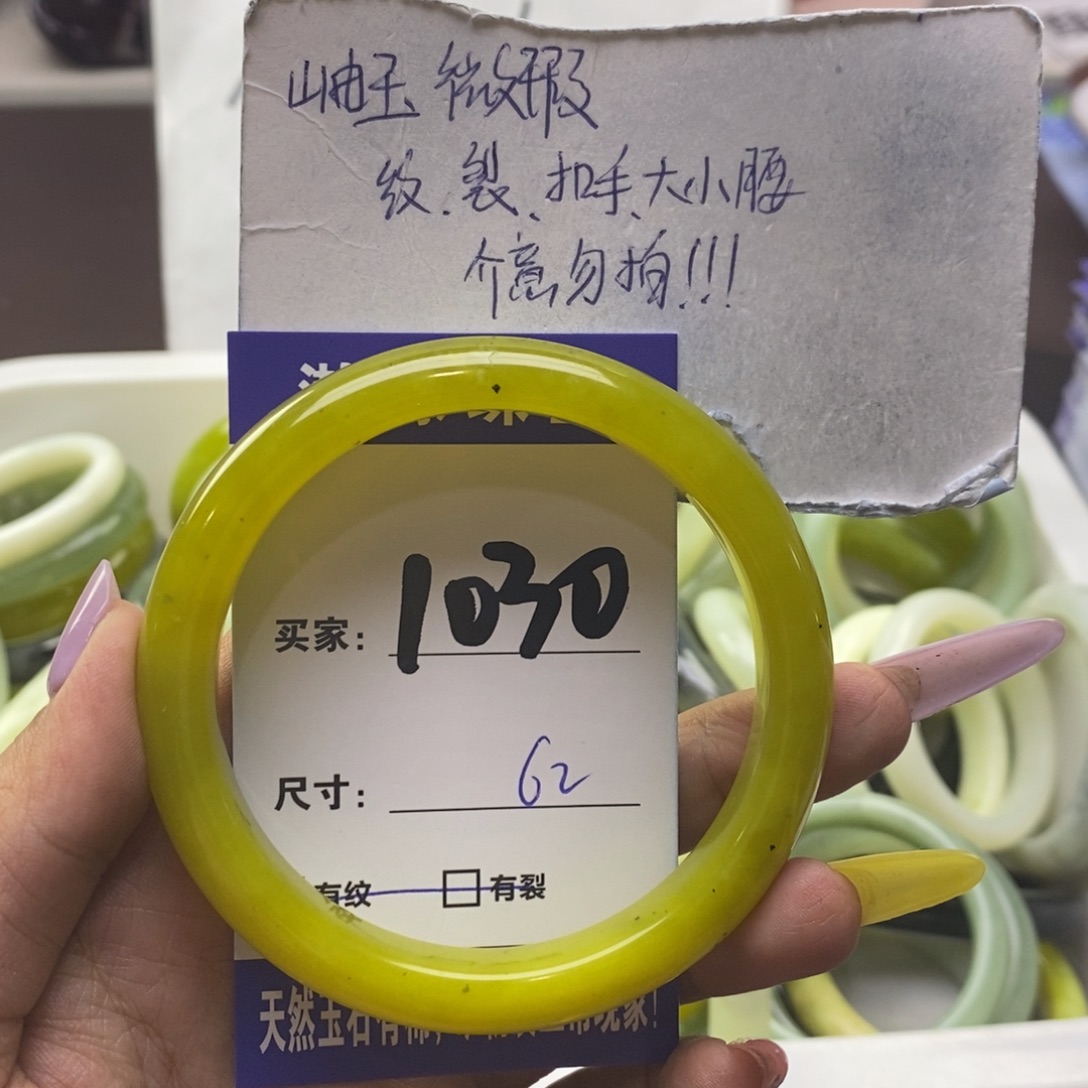 岫玉 微瑕
纹、裂、扣手、大小腰
介意勿拍!!!
买家: 1030
尺寸: 62
有纹 □有裂
天然玉石有